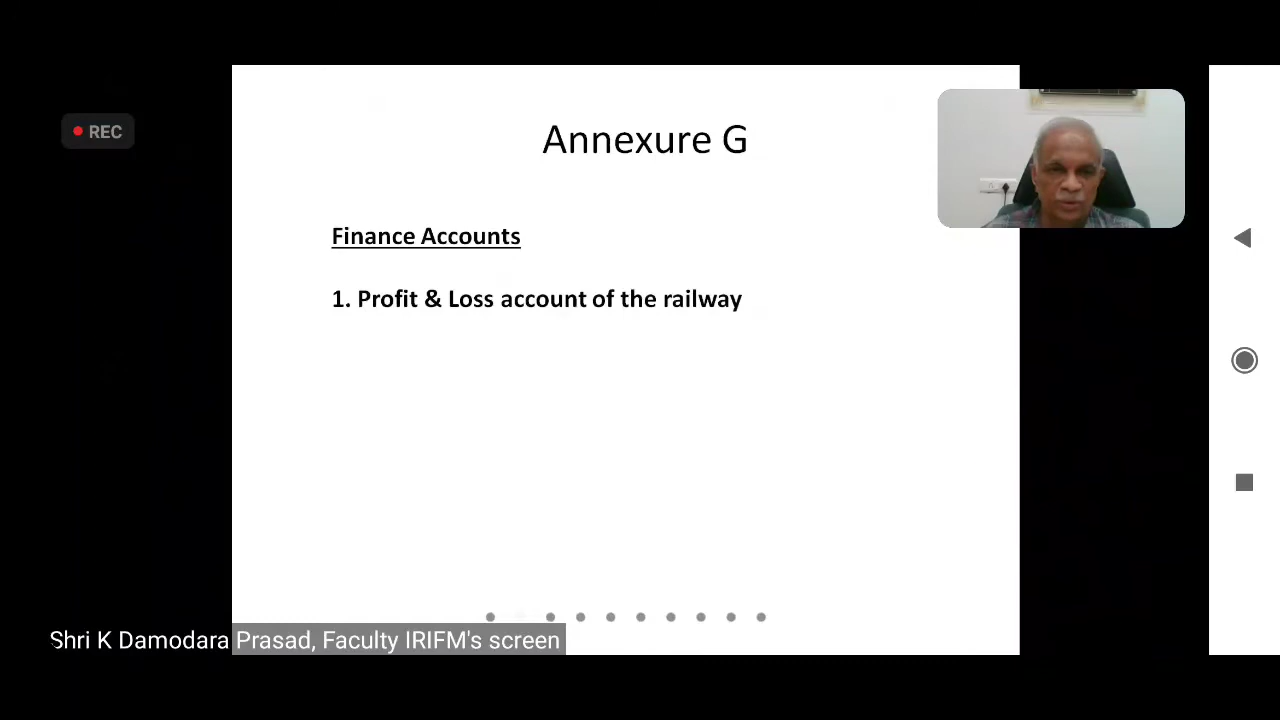 Annexure G
REC
Finance Accounts
1. Profit & Loss account of the railway
Shri K Damodara Prasad, Faculty IRIFM's screen